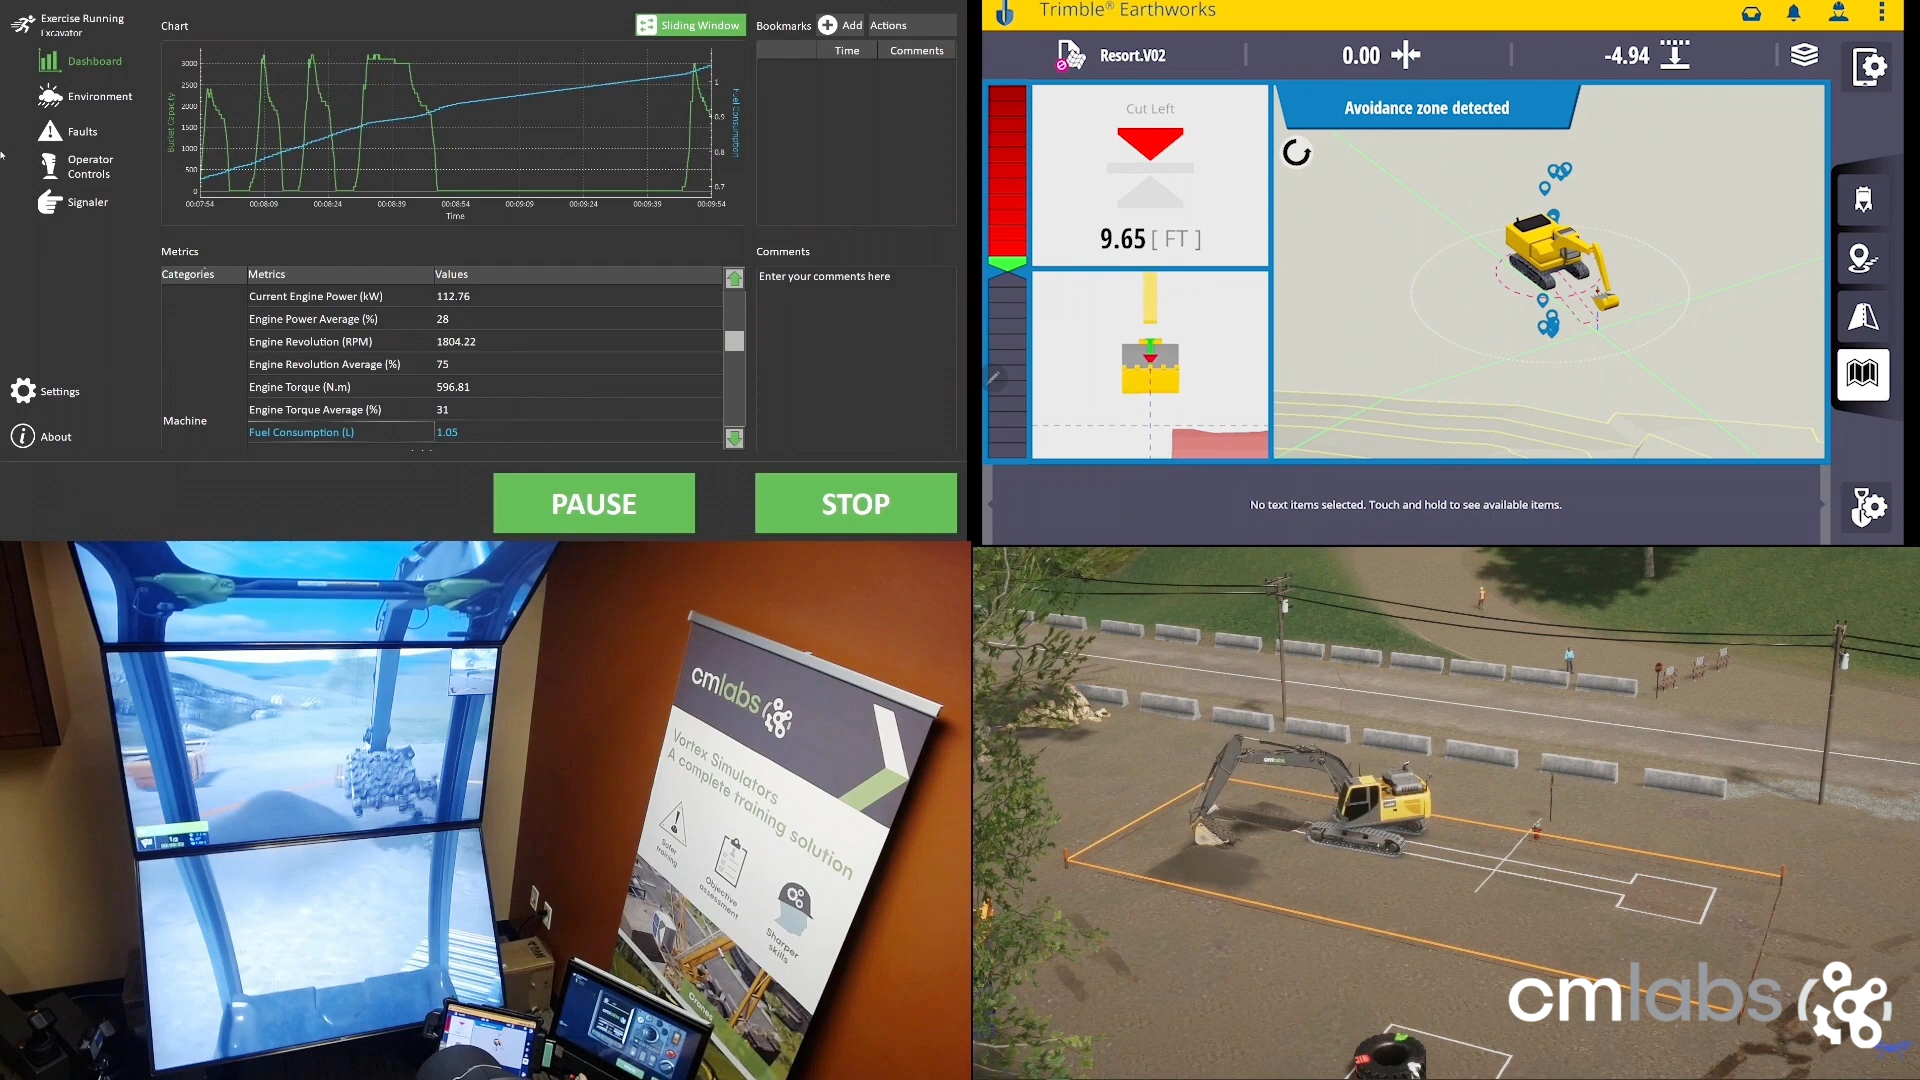 Exercise Running
Excavator
Dashboard
Environment
Faults
Operator
Controls
Signaler
Settings
About
Chart
Sliding Window
Bucket Capacity
3000
2500
2000
1500
1000
500
0
1
0.9
0.8
0.7
Fuel Consumption
00:07:54
00:08:09
00:08:24
00:08:39
00:08:54
00:09:09
00:09:24
00:09:39
00:09:54
Time
Bookmarks
Add
Actions
Time
Comments
Metrics
Categories
Metrics
Values
Machine
Current Engine Power (kW)
112.76
Engine Power Average (%)
28
Engine Revolution (RPM)
1804.22
Engine Revolution Average (%)
75
Engine Torque (N.m)
596.81
Engine Torque Average (%)
31
Fuel Consumption (L)
1.05
Comments
Enter your comments here
PAUSE
STOP
Trimble® Earthworks
Resort.V02
0.00
-4.94
Cut Left
9.65 [ FT ]
Avoidance zone detected
No text items selected. Touch and hold to see available items.
cmlabs
Vortex Simulators
A complete training solution
Safer
training
Objective
assessment
Sharper
skills
Cranes
cmlabs
cmlabs